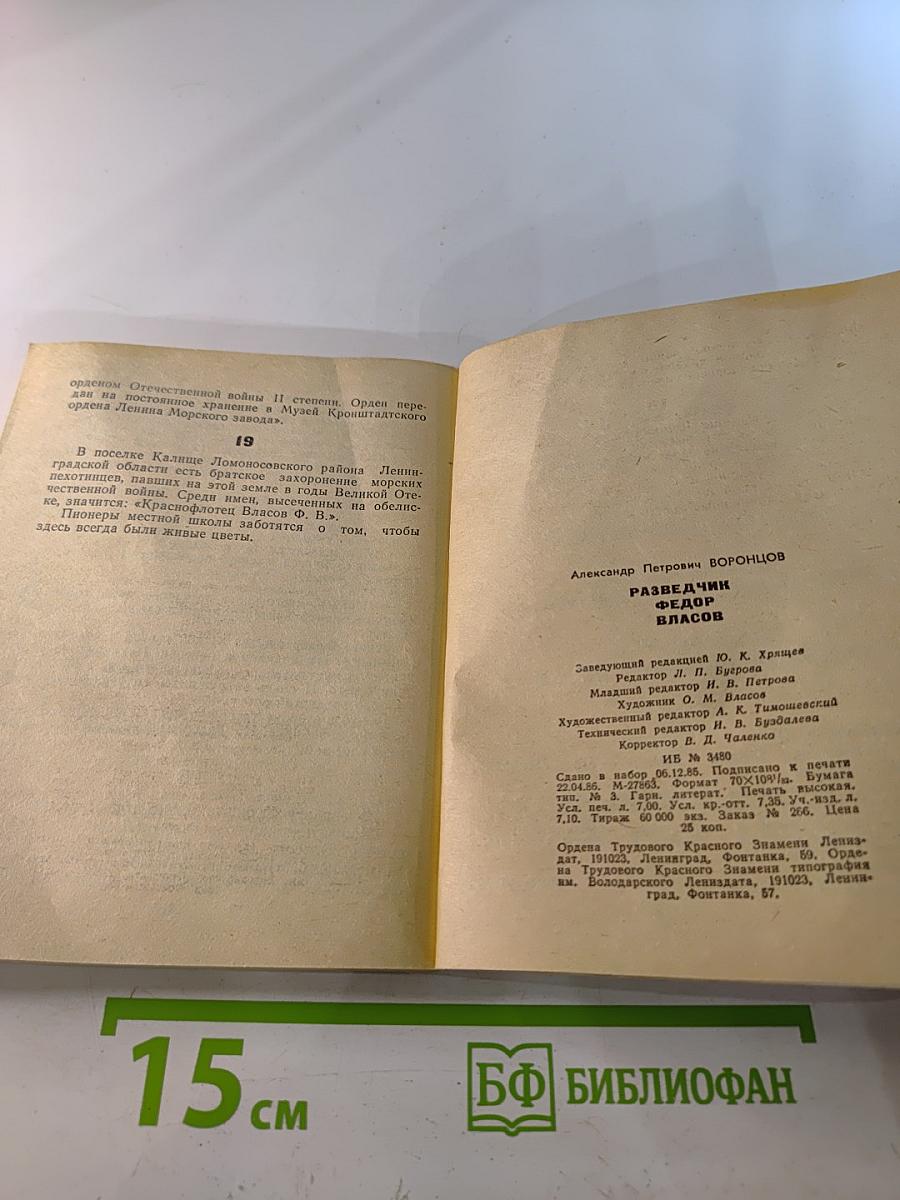 орденом Отечественной войны II степени. Орден пере-
дан на постоянное хранение в Музей Кронштадтского
ордена Ленина Морского завода».
19
В поселке Калище Ломоносовского района Ленин-
градской области есть братское захоронение морских
пехотинцев, павших на этой земле в годы Великой Оте-
чественной войны. Среди имен, высеченных на обелис-
ке, значится: «Краснофлотец Власов Ф. В.».
Пионеры местной школы заботятся о том, чтобы
здесь всегда были живые цветы.
Александр Петрович ВОРОНЦОВ
РАЗВЕДЧИК
ФЕДОР
ВЛАСОВ
Заведующий редакцией Ю. К. Хрящев
Редактор Л. П. Бугрова
Младший редактор И. В. Петрова
Художник О. М. Власов
Художественный редактор А. К. Тимошевский
Технический редактор И. В. Буздалева
Корректор В. Д. Чаленко
ИБ № 3480
Сдано в набор 06.12.85. Подписано к печати
22.04.86. М-27863. Формат 70×108¹/₃₂. Бумага
тип. № 3. Гарн. литерат. Печать высокая.
Усл. печ. л. 7,00. Усл. кр.-отт. 7,35. Уч.-изд. л.
7,10. Тираж 60 000 экз. Заказ № 266. Цена
25 коп.
Ордена Трудового Красного Знамени Лениз-
дат, 191023, Ленинград, Фонтанка, 59. Орде-
на Трудового Красного Знамени типография
им. Володарского Лениздата, 191023, Ленин-
град, Фонтанка, 57.
15 см
БФ БИБЛИОФАН